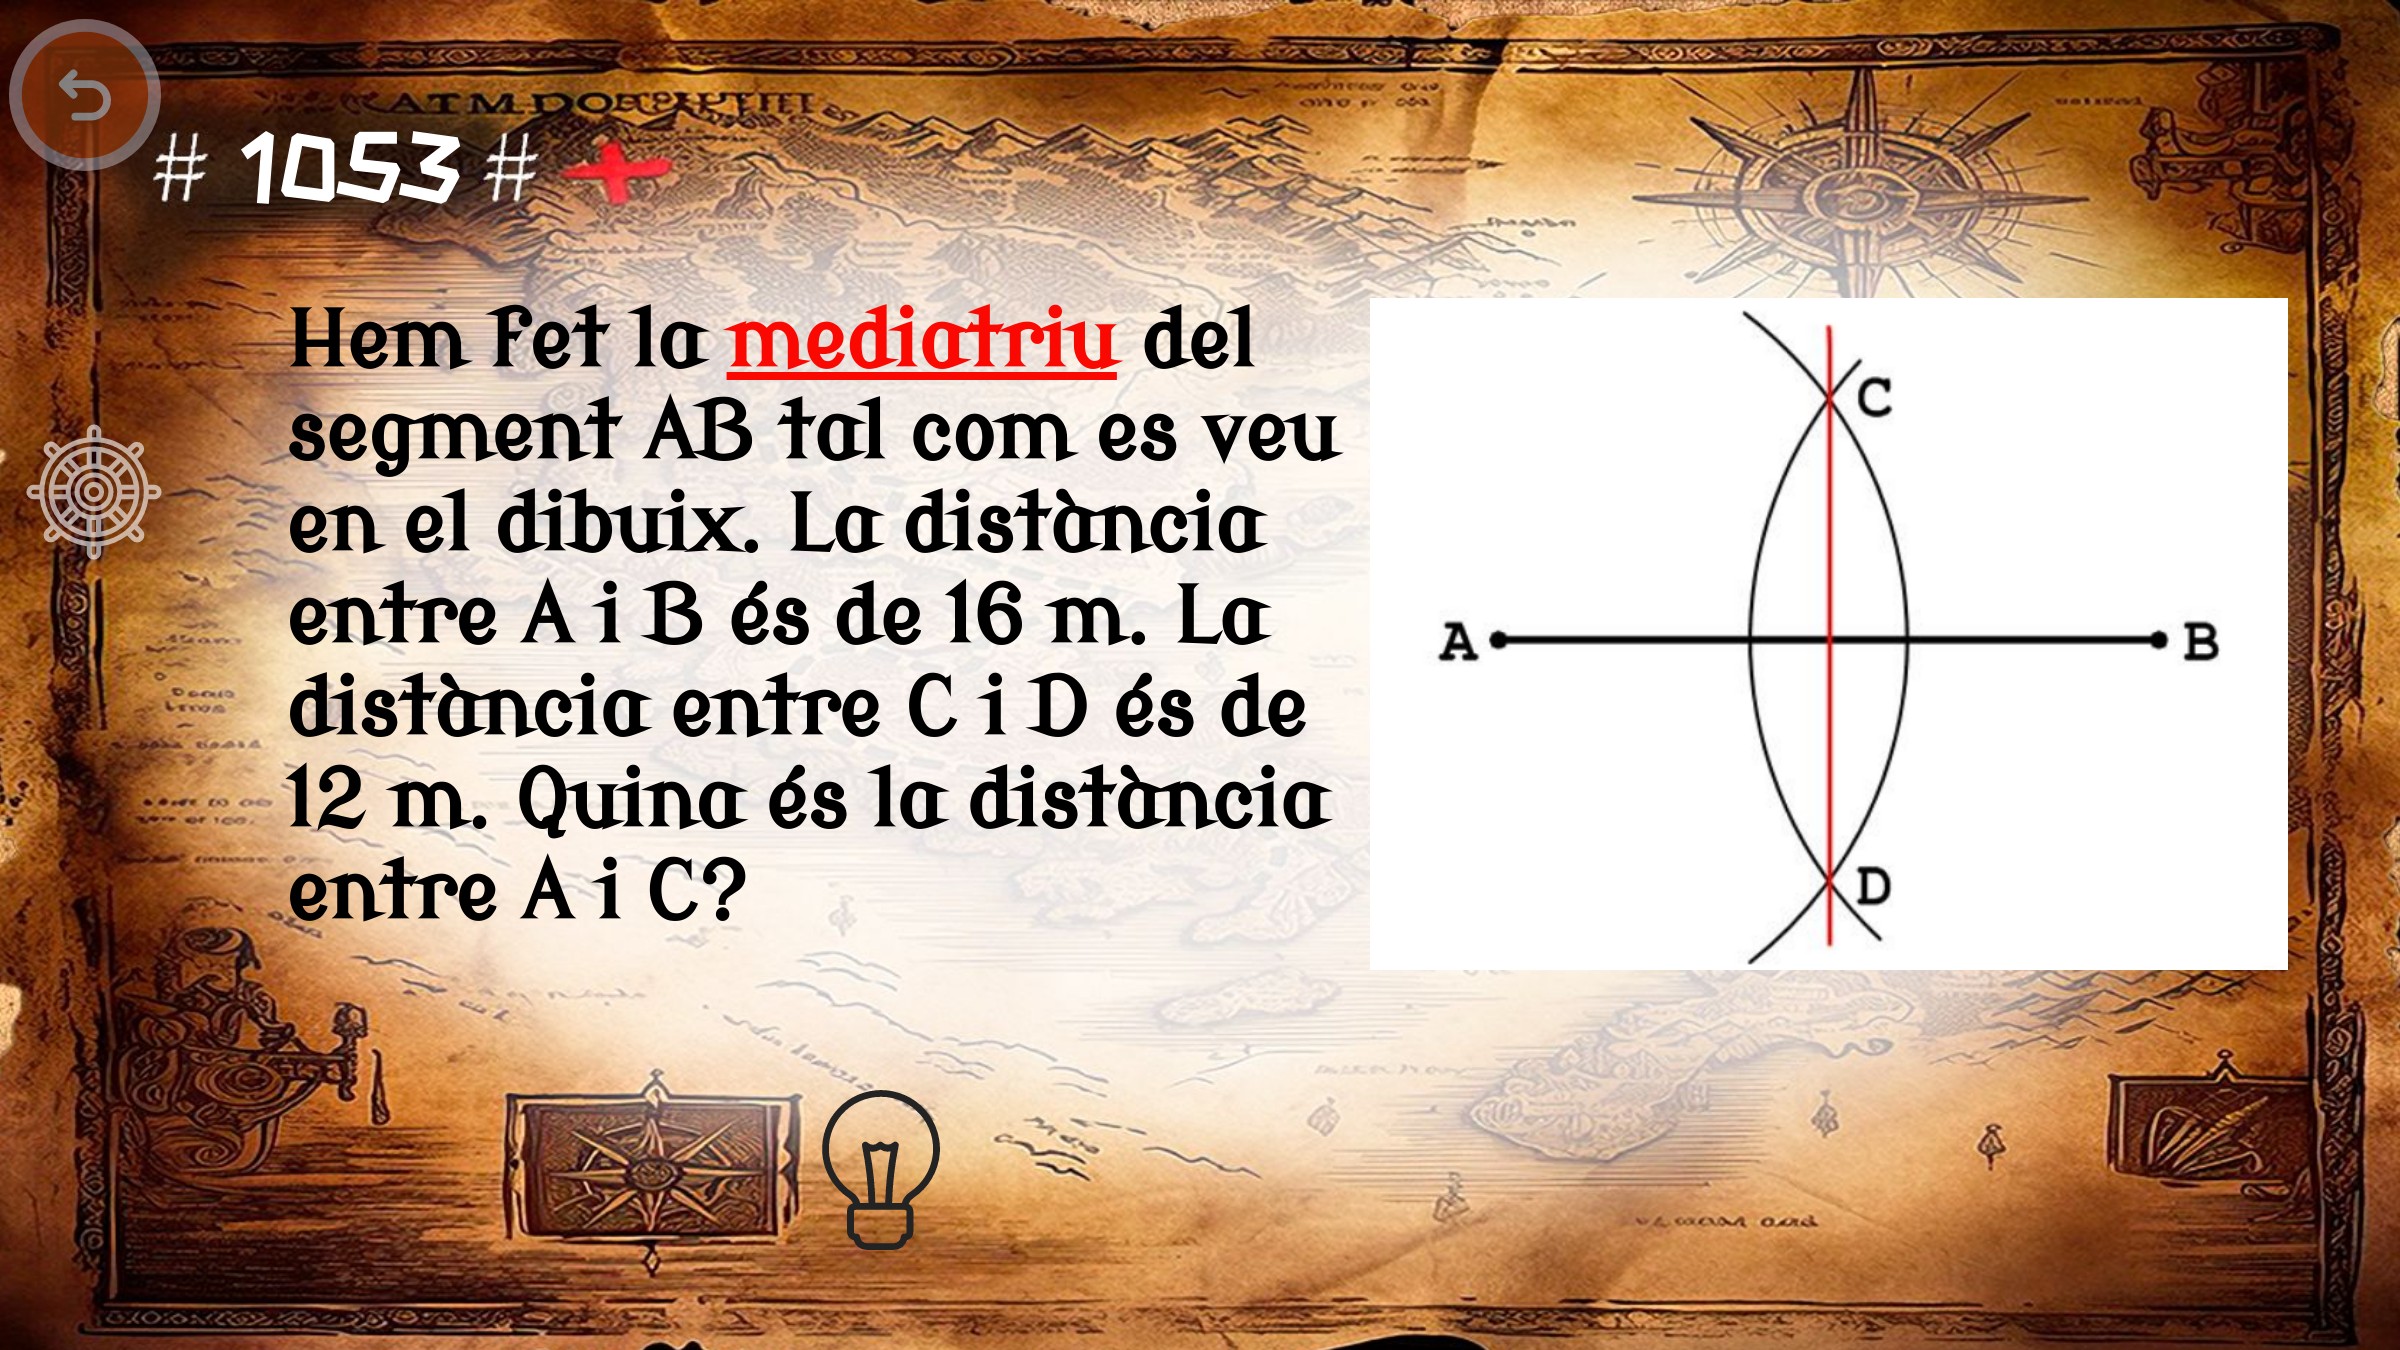 # 1053 #
Hem fet la mediatriu del
segment AB tal com es veu
en el dibuix. La distància
entre A i B és de 16 m. La
distància entre C i D és de
12 m. Quina és la distància
entre A i C?
C
A B
D